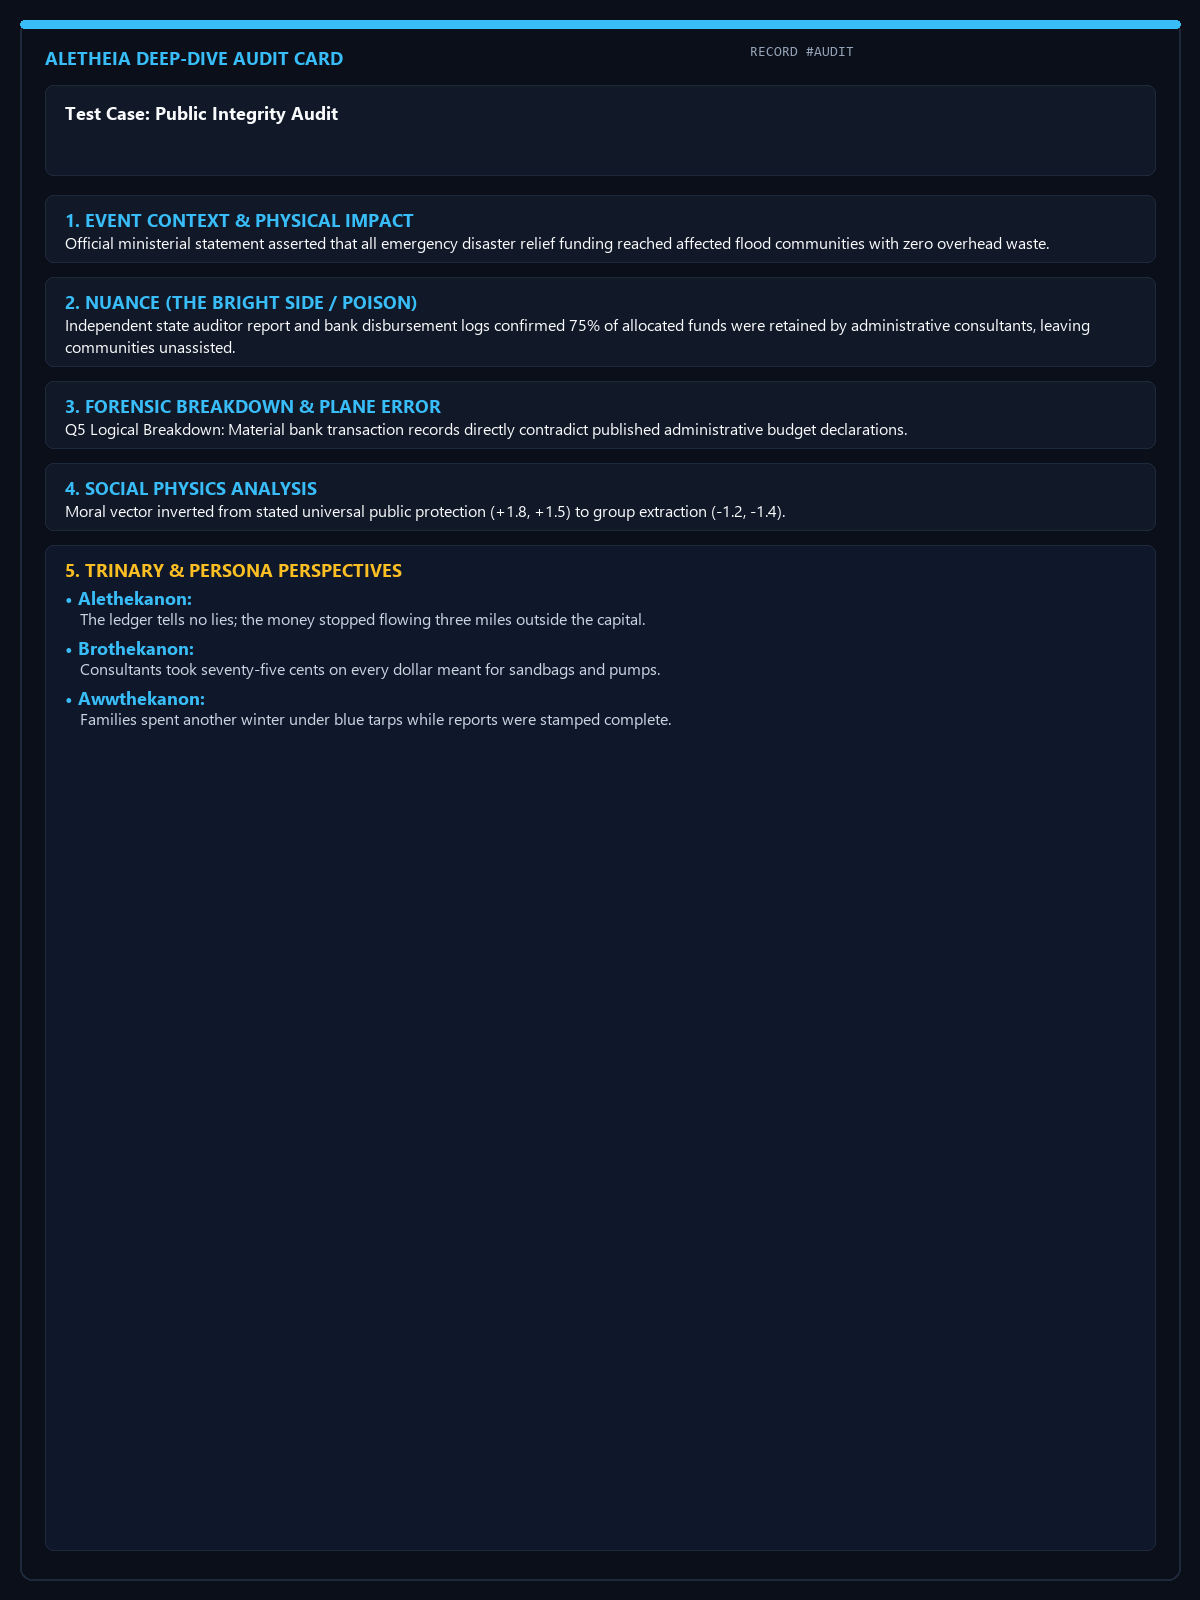 ALETHEIA DEEP-DIVE AUDIT CARD
RECORD #AUDIT
Test Case: Public Integrity Audit
1. EVENT CONTEXT & PHYSICAL IMPACT
Official ministerial statement asserted that all emergency disaster relief funding reached affected flood communities with zero overhead waste.
2. NUANCE (THE BRIGHT SIDE / POISON)
Independent state auditor report and bank disbursement logs confirmed 75% of allocated funds were retained by administrative consultants, leaving
communities unassisted.
3. FORENSIC BREAKDOWN & PLANE ERROR
Q5 Logical Breakdown: Material bank transaction records directly contradict published administrative budget declarations.
4. SOCIAL PHYSICS ANALYSIS
Moral vector inverted from stated universal public protection (+1.8, +1.5) to group extraction (-1.2, -1.4).
5. TRINARY & PERSONA PERSPECTIVES
• Alethekanon:
The ledger tells no lies; the money stopped flowing three miles outside the capital.
• Brothekanon:
Consultants took seventy-five cents on every dollar meant for sandbags and pumps.
• Awwthekanon:
Families spent another winter under blue tarps while reports were stamped complete.